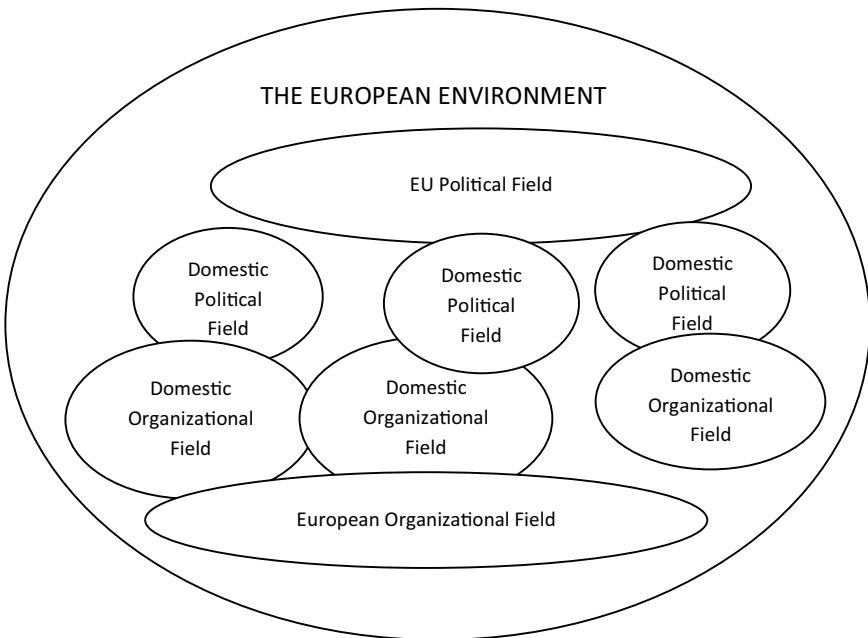 THE EUROPEAN ENVIRONMENT
EU Political Field
Domestic
Political
Field
Domestic
Political
Field
Domestic
Political
Field
Domestic
Organizational
Field
Domestic
Organizational
Field
Domestic
Organizational
Field
European Organizational Field